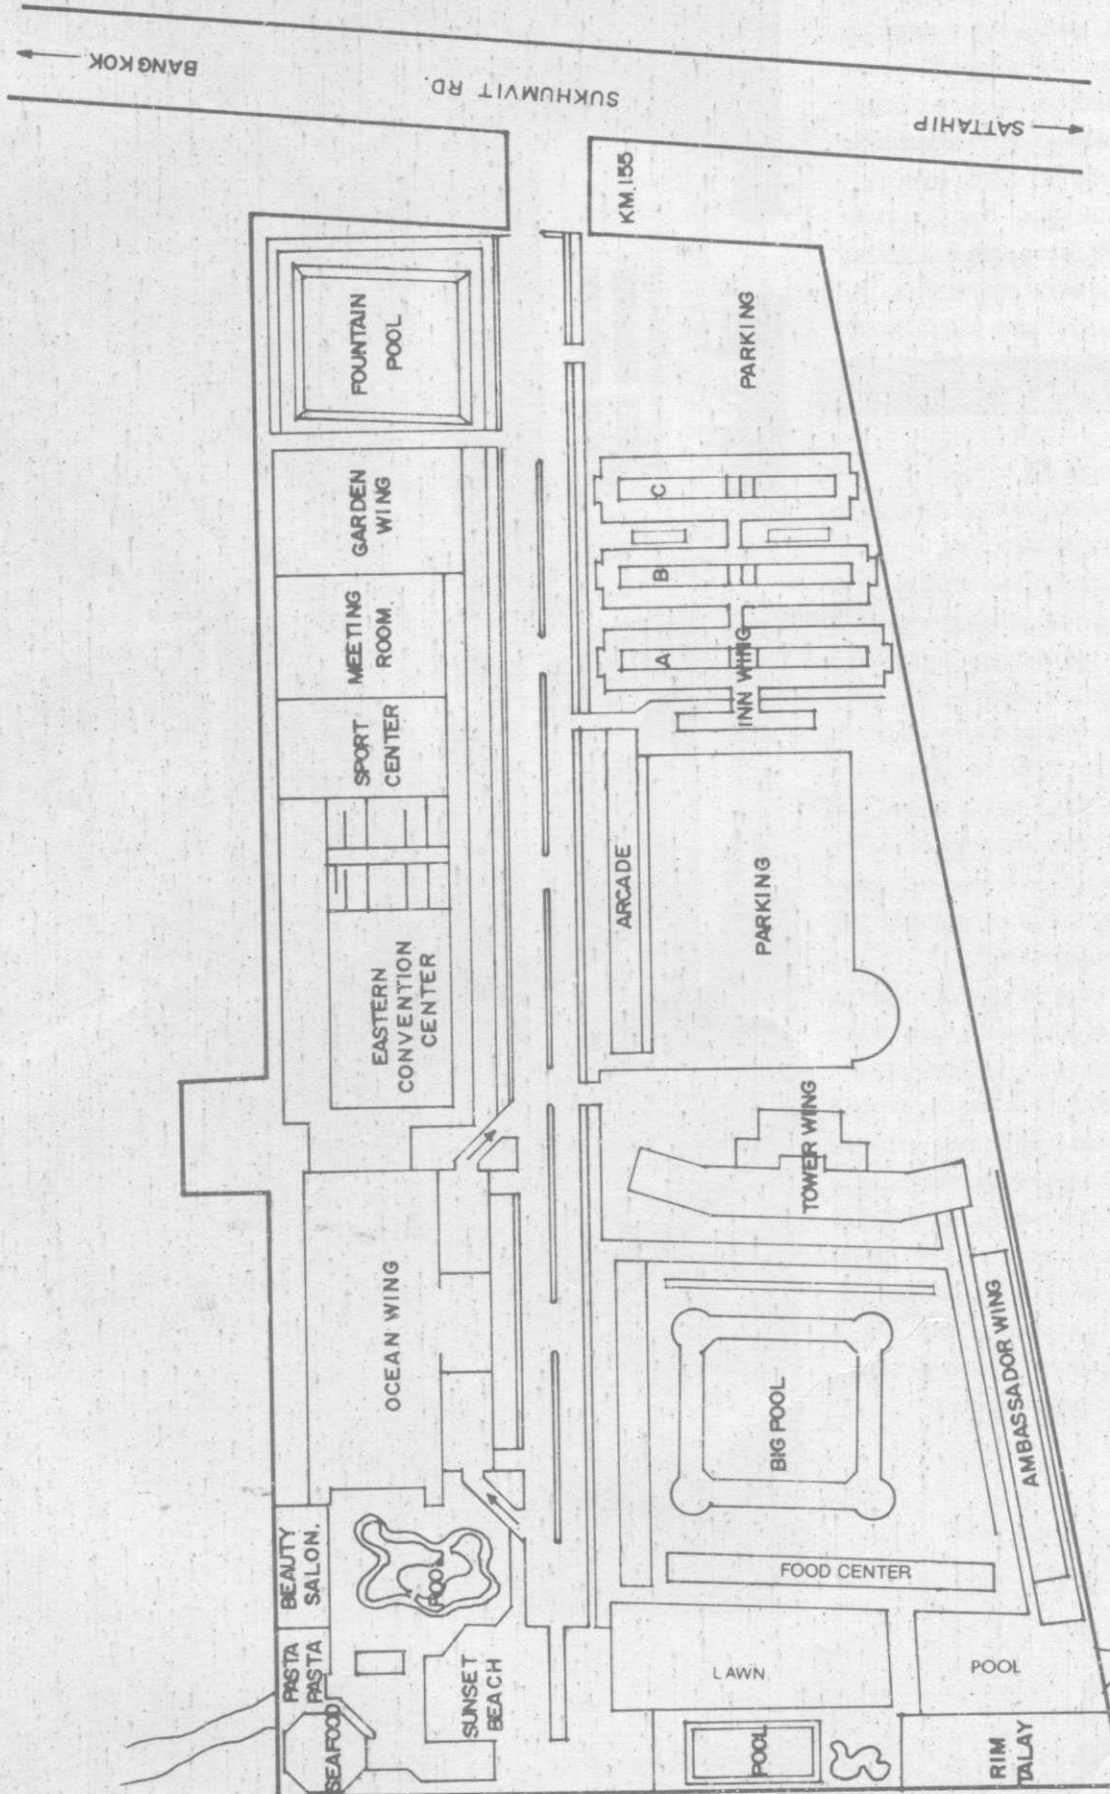 BANGKOK
SUKHUMVIT RD.
SATTAHIP
KM.155
FOUNTAIN
POOL
PARKING
GARDEN
WING
C
B
MEETING
ROOM.
A
INN WING
SPORT
CENTER
ARCADE
PARKING
EASTERN
CONVENTION
CENTER
TOWER WING
OCEAN WING
BIG POOL
AMBASSADOR WING
BEAUTY
SALON.
POOL
FOOD CENTER
PASTA
PASTA
SUNSET
BEACH
LAWN
POOL
SEAFOOD
POOL
RIM
TALAY